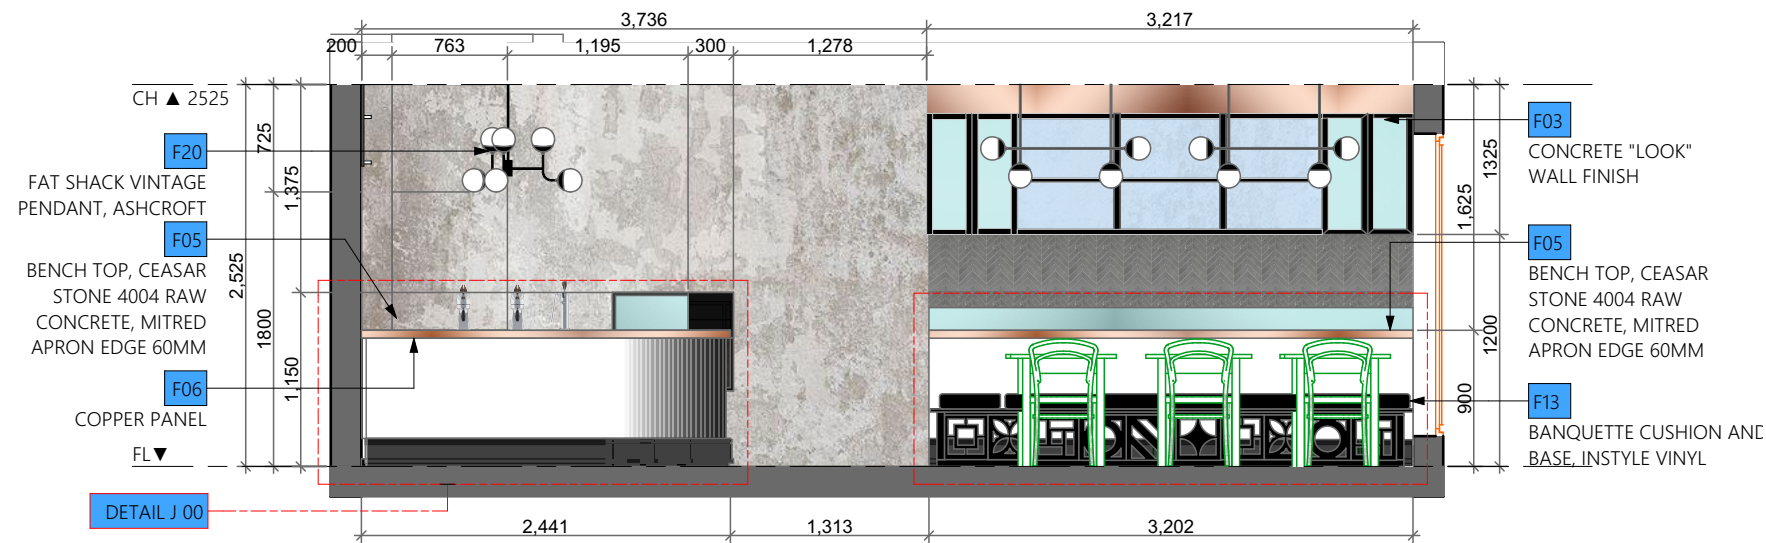 3,736
3,217
200
763
1,195
300
1,278
CH ▲ 2525
F20
FAT SHACK VINTAGE
PENDANT, ASHCROFT
F05
BENCH TOP, CEASAR
STONE 4004 RAW
CONCRETE, MITRED
APRON EDGE 60MM
F06
COPPER PANEL
FL▼
DETAIL J 00
2,525
725
1800
1,375
1,150
1,625
900
1325
1200
F03
CONCRETE "LOOK"
WALL FINISH
F05
BENCH TOP, CEASAR
STONE 4004 RAW
CONCRETE, MITRED
APRON EDGE 60MM
F13
BANQUETTE CUSHION AND
BASE, INSTYLE VINYL
2,441
1,313
3,202